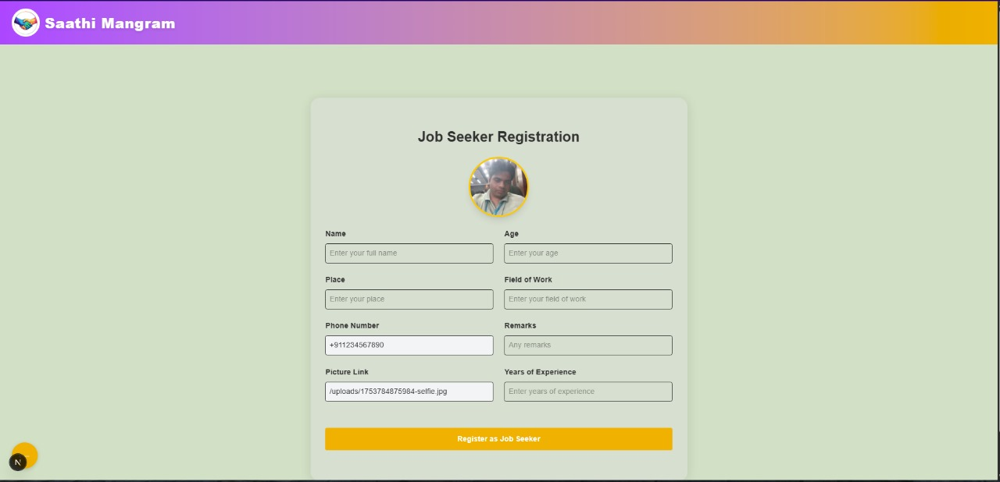 Saathi Mangram
Job Seeker Registration
Name
Age
Enter your full name
Enter your age
Place
Field of Work
Enter your place
Enter your field of work
Phone Number
Remarks
+911234567890
Any remarks
Picture Link
Years of Experience
/uploads/1753784875984-selfie.jpg
Enter years of experience
Register as Job Seeker
N